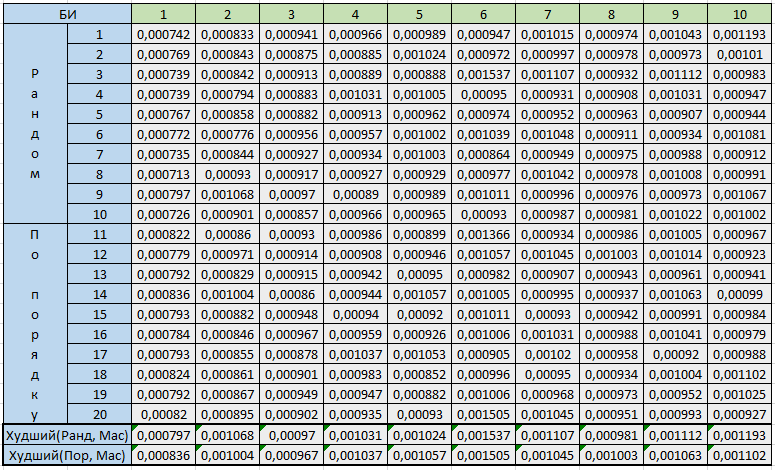 БИ 1 2 3 4 5 6 7 8 9 10
Рандом
1 0,000742 0,000833 0,000941 0,000966 0,000989 0,000947 0,001015 0,000974 0,001043 0,001193
2 0,000769 0,000843 0,000875 0,000885 0,001024 0,000972 0,000997 0,000978 0,000973 0,00101
3 0,000739 0,000842 0,000913 0,000889 0,000888 0,001537 0,001107 0,000932 0,001112 0,000983
4 0,000739 0,000794 0,000883 0,001031 0,001005 0,00095 0,000931 0,000908 0,001031 0,000947
5 0,000767 0,000858 0,000882 0,000913 0,000962 0,000974 0,000952 0,000963 0,000907 0,000944
6 0,000772 0,000776 0,000956 0,000957 0,001002 0,001039 0,001048 0,000911 0,000934 0,001081
7 0,000735 0,000844 0,000927 0,000934 0,001003 0,000864 0,000949 0,000975 0,000988 0,000912
8 0,000713 0,00093 0,000917 0,000927 0,000929 0,000977 0,001042 0,000978 0,001008 0,000991
9 0,000797 0,001068 0,00097 0,00089 0,000989 0,001011 0,000996 0,000976 0,000973 0,001067
10 0,000726 0,000901 0,000857 0,000966 0,000965 0,00093 0,000987 0,000981 0,001022 0,001002
По порядку
11 0,000822 0,00086 0,00093 0,000986 0,000899 0,001366 0,000934 0,000986 0,001005 0,000967
12 0,000779 0,000971 0,000914 0,000908 0,000946 0,001057 0,001045 0,001003 0,001014 0,000923
13 0,000792 0,000829 0,000915 0,000942 0,00095 0,000982 0,000907 0,000943 0,000961 0,000941
14 0,000836 0,001004 0,00086 0,000944 0,001057 0,001005 0,000995 0,000937 0,001063 0,00099
15 0,000793 0,000882 0,000948 0,00094 0,00092 0,001011 0,00093 0,000942 0,000991 0,000984
16 0,000784 0,000846 0,000967 0,000959 0,000926 0,001006 0,001031 0,000988 0,001041 0,000979
17 0,000793 0,000855 0,000878 0,001037 0,001053 0,000905 0,00102 0,000958 0,00092 0,000988
18 0,000824 0,000861 0,000901 0,000983 0,000852 0,000996 0,00095 0,000934 0,001004 0,001102
19 0,000792 0,000867 0,000949 0,000947 0,000882 0,001006 0,000968 0,000973 0,000952 0,001025
20 0,00082 0,000895 0,000902 0,000935 0,00093 0,001505 0,001045 0,000951 0,000993 0,000927
Худший(Ранд, Мас) 0,000797 0,001068 0,00097 0,001031 0,001024 0,001537 0,001107 0,000981 0,001112 0,001193
Худший(Пор, Мас) 0,000836 0,001004 0,000967 0,001037 0,001057 0,001505 0,001045 0,001003 0,001063 0,001102